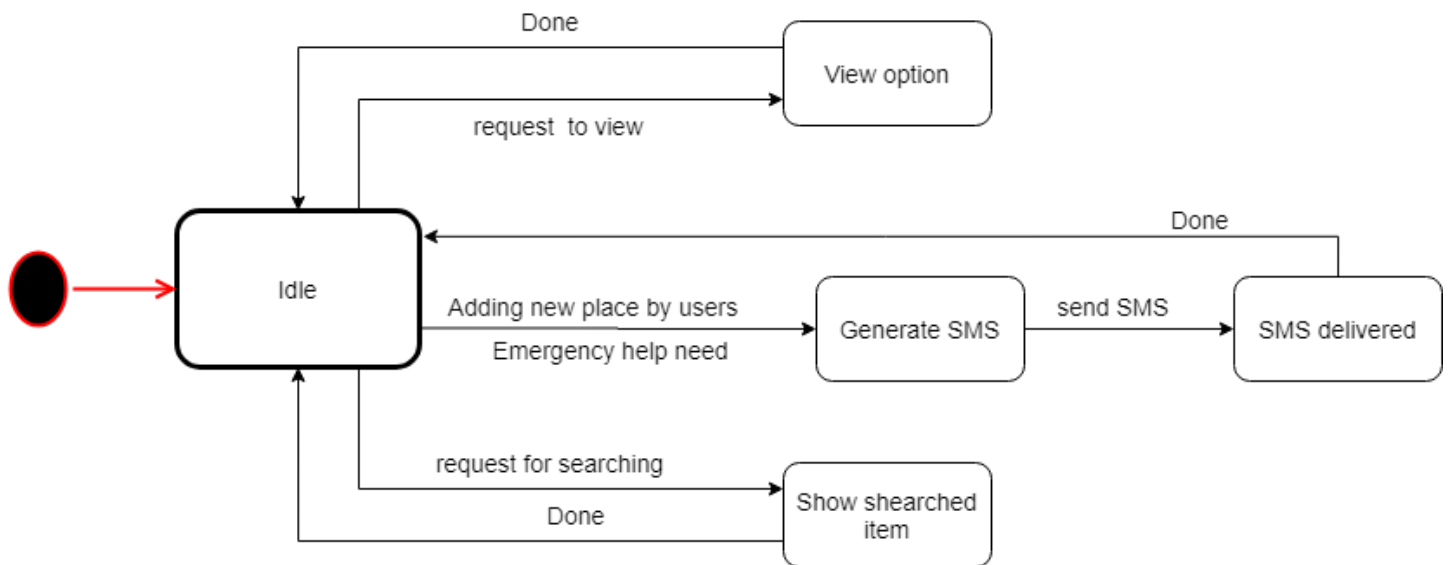 Done
View option
request to view
Done
Idle
Adding new place by users
send SMS
Generate SMS
SMS delivered
Emergency help need
request for searching
Show shearched
item
Done